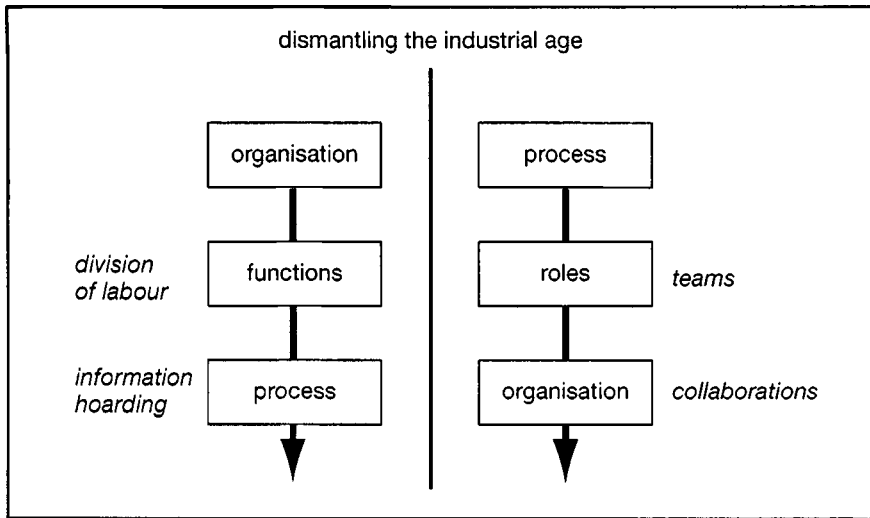 dismantling the industrial age
organisation
division
of labour
functions
information
hoarding
process
process
roles
teams
organisation
collaborations